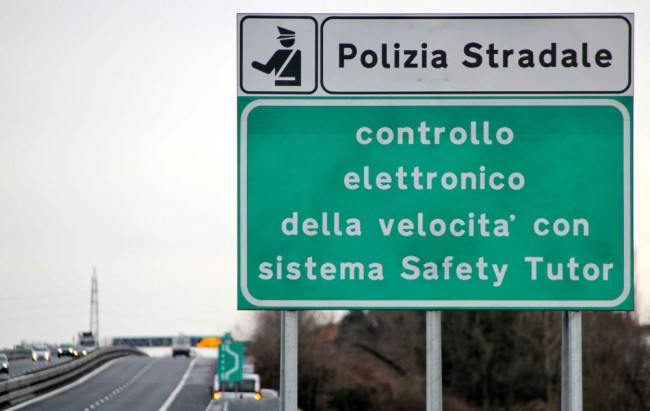 Polizia Stradale
controllo
elettronico
della velocita' con
sistema Safety Tutor